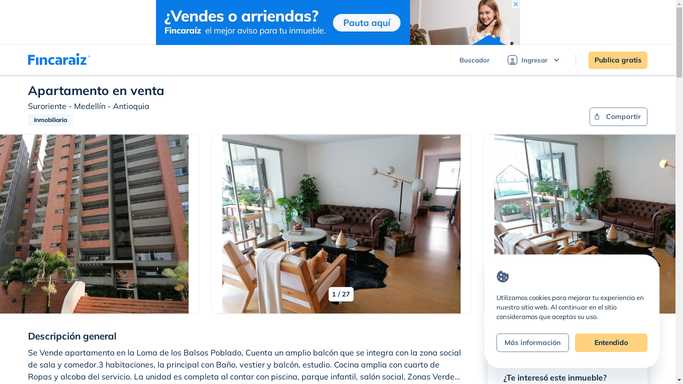 ¿Vendes o arriendas?
Fincaraíz el mejor aviso para tu inmueble.
Pauta aquí
Fincaraíz
Buscador
Ingresar
Publica gratis
Apartamento en venta
Suroriente - Medellín - Antioquia
Inmobiliaria
Compartir
1 / 27
Utilizamos cookies para mejorar tu experiencia en
nuestro sitio web. Al continuar en el sitio
consideramos que aceptas su uso.
Más información
Entendido
Descripción general
Se Vende apartamento en la Loma de los Balsos Poblado, Cuenta un amplio balcón que se integra con la zona social
de sala y comedor.3 habitaciones, la principal con Baño, vestier y balcón, estudio. Cocina amplia con cuarto de
Ropas y alcoba del servicio. La unidad es completa al contar con piscina, parque infantil, salón social, Zonas Verde...
¿Te interesó este inmueble?